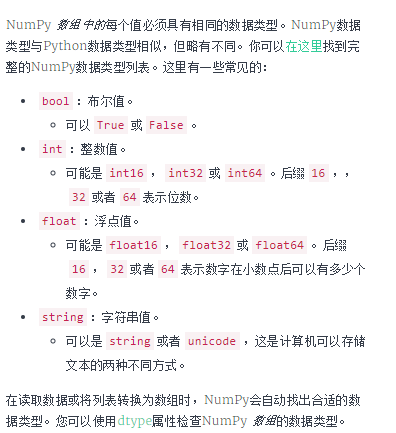 NumPy 数组中的每个值必须具有相同的数据类型。NumPy数据
类型与Python数据类型相似，但略有不同。你可以在这里找到完
整的NumPy数据类型列表。这里有一些常见的：
bool ：布尔值。
可以 True 或 False 。
int ：整数值。
可能是 int16 ， int32 或 int64 。后缀 16 ，，
32 或者 64 表示位数。
float ：浮点值。
可能是 float16 ， float32 或 float64 。后缀
16 ， 32 或者 64 表示数字在小数点后可以有多少个
数字。
string ：字符串值。
可以是 string 或者 unicode ，这是计算机可以存储
文本的两种不同方式。
在读取数据或将列表转换为数组时，NumPy会自动找出合适的数
据类型。您可以使用dtype属性检查NumPy 数组的数据类型。